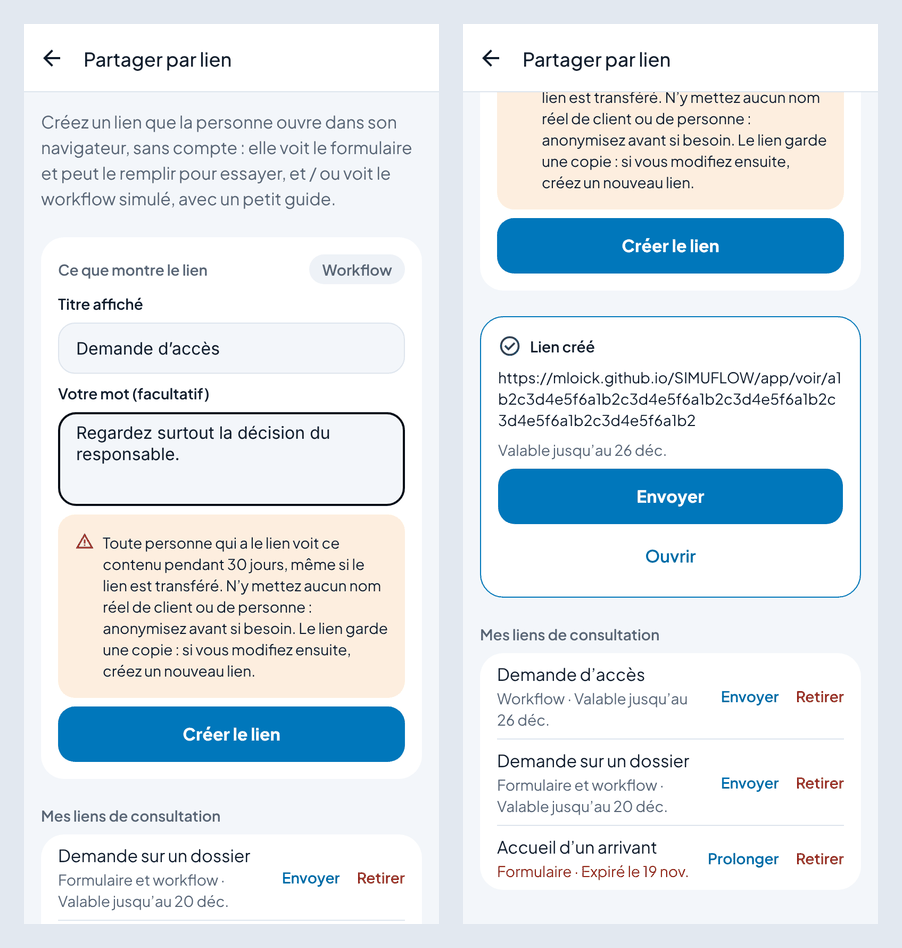 Partager par lien
Créez un lien que la personne ouvre dans son
navigateur, sans compte : elle voit le formulaire
et peut le remplir pour essayer, et / ou voit le
workflow simulé, avec un petit guide.
Ce que montre le lien
Workflow
Titre affiché
Demande d’accès
Votre mot (facultatif)
Regardez surtout la décision du
responsable.
Toute personne qui a le lien voit ce
contenu pendant 30 jours, même si le
lien est transféré. N’y mettez aucun nom
réel de client ou de personne :
anonymisez avant si besoin. Le lien garde
une copie : si vous modifiez ensuite,
créez un nouveau lien.
Créer le lien
Mes liens de consultation
Demande sur un dossier
Formulaire et workflow ·
Valable jusqu’au 20 déc.
Envoyer
Retirer
Partager par lien
lien est transféré. N’y mettez aucun nom
réel de client ou de personne :
anonymisez avant si besoin. Le lien garde
une copie : si vous modifiez ensuite,
créez un nouveau lien.
Créer le lien
Lien créé
https://mloick.github.io/SIMUFLOW/app/voir/a1
b2c3d4e5f6a1b2c3d4e5f6a1b2c3d4e5f6a1b2c
3d4e5f6a1b2c3d4e5f6a1b2
Valable jusqu’au 26 déc.
Envoyer
Ouvrir
Mes liens de consultation
Demande d’accès
Workflow · Valable jusqu’au
26 déc.
Envoyer
Retirer
Demande sur un dossier
Formulaire et workflow ·
Valable jusqu’au 20 déc.
Envoyer
Retirer
Accueil d’un arrivant
Formulaire · Expiré le 19 nov.
Prolonger
Retirer